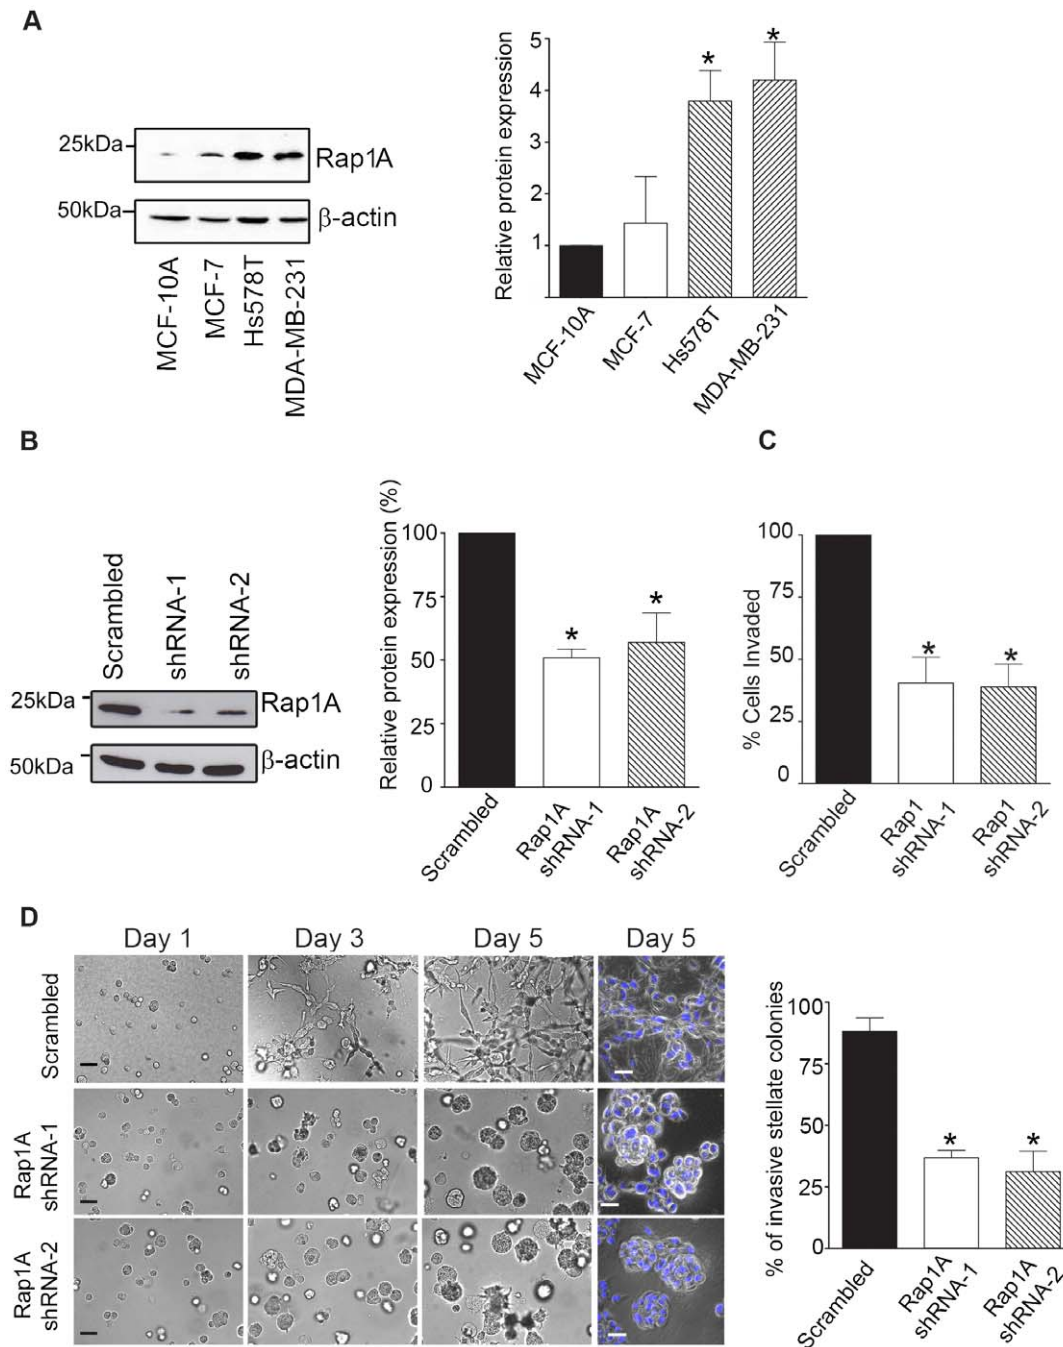 A
25kDa
Rap1A
50kDa
β-actin
MCF-10A
MCF-7
Hs578T
MDA-MB-231
Relative protein expression
5
*
*
4
3
2
1
MCF-10A
MCF-7
Hs578T
MDA-MB-231
B
Scrambled
shRNA-1
shRNA-2
25kDa
Rap1A
50kDa
β-actin
Relative protein expression (%)
100
75
50
25
0
*
*
Scrambled
Rap1A
shRNA-1
Rap1A
shRNA-2
C
% Cells Invaded
100
75
50
25
0
*
*
Scrambled
Rap1
shRNA-1
Rap1
shRNA-2
D
Day 1
Day 3
Day 5
Day 5
Scrambled
Rap1A
shRNA-1
Rap1A
shRNA-2
% of invasive stellate colonies
100
75
50
25
0
*
*
Scrambled
Rap1A
shRNA-1
Rap1A
shRNA-2